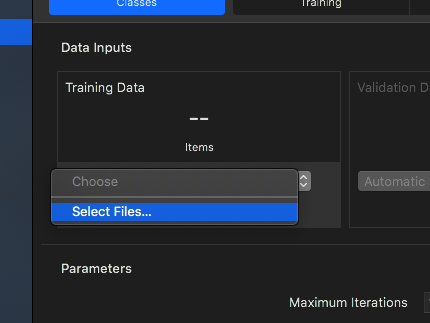 Classes Training
Data Inputs
Training Data Validation D
--
Items
Choose
Automatic
Select Files...
Parameters
Maximum Iterations